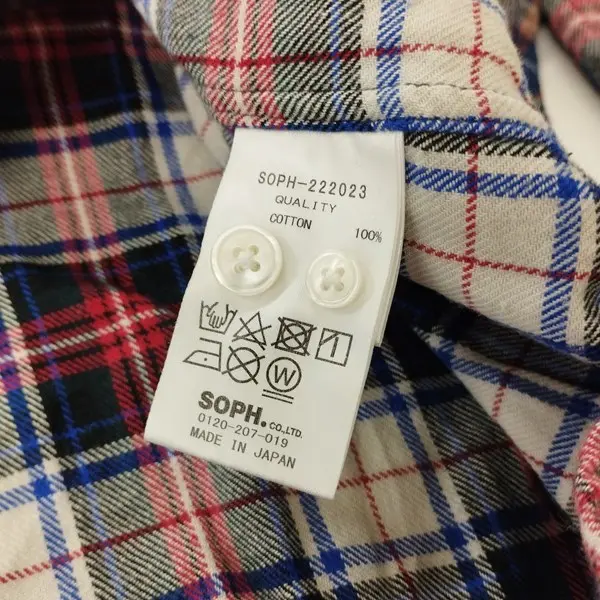 SOPH-222023
QUALITY
COTTON 100%
W
SOPH. CO.,LTD.
0120-207-019
MADE IN JAPAN